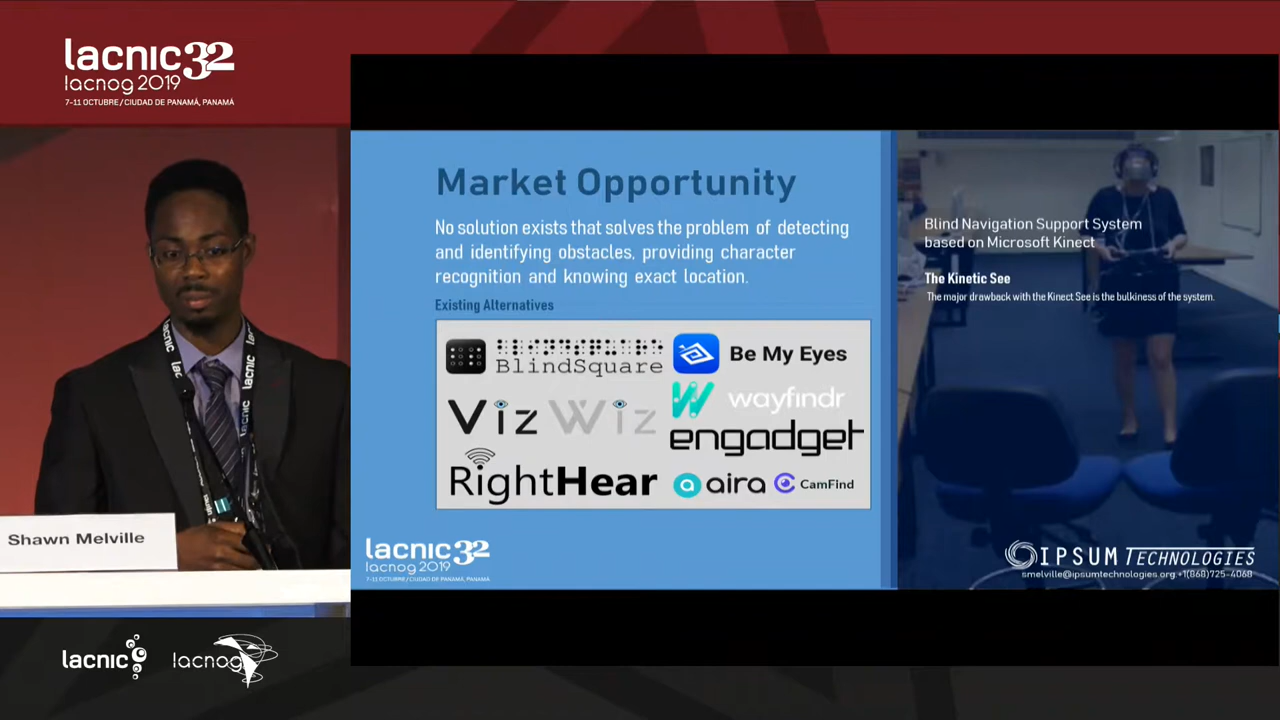 lacnic 32
lacnog 2019
7-11 OCTUBRE / CIUDAD DE PANAMÁ, PANAMÁ
Shawn Melville
lacnic
lacnog
Market Opportunity
No solution exists that solves the problem of detecting
and identifying obstacles, providing character
recognition and knowing exact location.
Existing Alternatives
BlindSquare
Be My Eyes
VizWiz
wayfindr
engadget
RightHear
aira
CamFind
lacnic 32
lacnog 2019
7-11 OCTUBRE / CIUDAD DE PANAMÁ, PANAMÁ
Blind Navigation Support System
based on Microsoft Kinect
The Kinetic See
The major drawback with the Kinect See is the bulkiness of the system.
IPSUM TECHNOLOGIES
smelville@ipsumtechnologies.org +1(868)725-4068